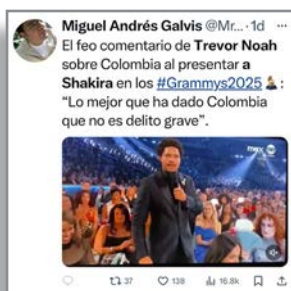 Miguel Andrés Galvis @Mr... · 1d ...
El feo comentario de Trevor Noah
sobre Colombia al presentar a
Shakira en los #Grammys2025 🤦‍♂️:
“Lo mejor que ha dado Colombia
que no es delito grave”.
max
37 138 16.8k